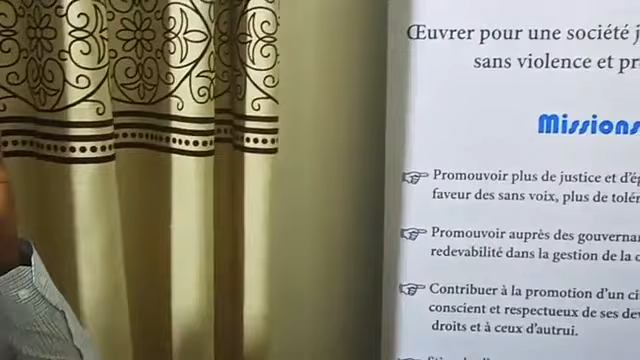 Œuvrer pour une société
sans violence et
Missions
Promouvoir plus de justice et
faveur des sans voix, plus de
Promouvoir auprès des
redevabilité dans la gestion de la
Contribuer à la promotion d'un
conscient et respectueux de ses
droits et à ceux d'autrui.